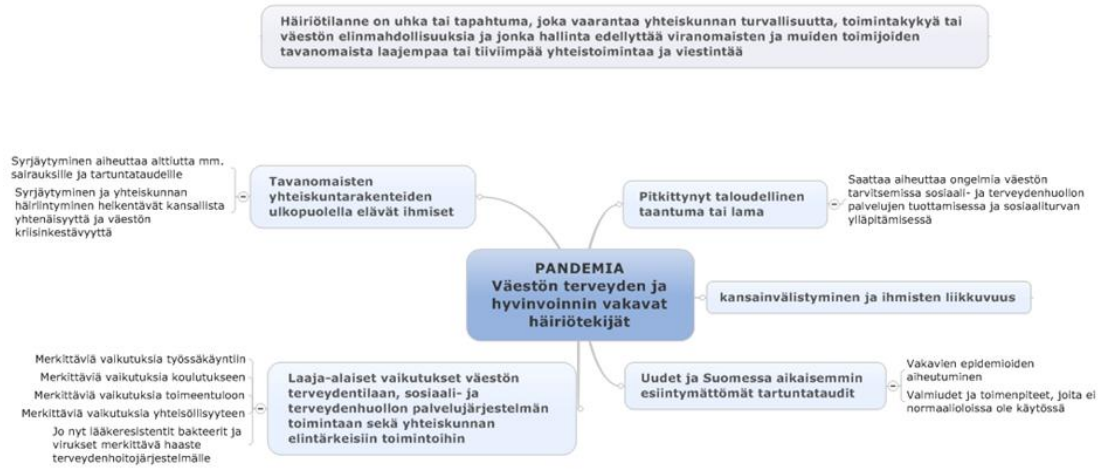 Häiriötilanne on uhka tai tapahtuma, joka vaarantaa yhteiskunnan turvallisuutta, toimintakykyä tai
väestön elinmahdollisuuksia ja jonka hallinta edellyttää viranomaisten ja muiden toimijoiden
tavanomaista laajempaa tai tiiviimpää yhteistoimintaa ja viestintää
Syrjäytyminen aiheuttaa alttiutta mm.
sairauksille ja tartuntataudeille
Syrjäytyminen ja yhteiskunnan
häiriintyminen heikentävät kansallista
yhtenäisyyttä ja väestön
kriisinkestävyyttä
Tavanomaisten
yhteiskuntarakenteiden
ulkopuolella elävät ihmiset
Pitkittynyt taloudellinen
taantuma tai lama
Saattaa aiheuttaa ongelmia väestön
tarvitsemissa sosiaali- ja terveydenhuollon
palvelujen tuottamisessa ja sosiaaliturvan
ylläpitämisessä
PANDEMIA
Väestön terveyden ja
hyvinvoinnin vakavat
häiriötekijät
kansainvälistyminen ja ihmisten liikkuvuus
Merkittäviä vaikutuksia työssäkäyntiin
Merkittäviä vaikutuksia koulutukseen
Merkittäviä vaikutuksia toimeentuloon
Merkittäviä vaikutuksia yhteisöllisyyteen
Jo nyt lääkeresistentit bakteerit ja
virukset merkittävä haaste
terveydenhoitojärjestelmälle
Laaja-alaiset vaikutukset väestön
terveydentilaan, sosiaali- ja
terveydenhuollon palvelujärjestelmän
toimintaan sekä yhteiskunnan
elintärkeisiin toimintoihin
Uudet ja Suomessa aikaisemmin
esiintymättömät tartuntataudit
Vakavien epidemioiden
aiheutuminen
Valmiudet ja toimenpiteet, joita ei
normaalioloissa ole käytössä